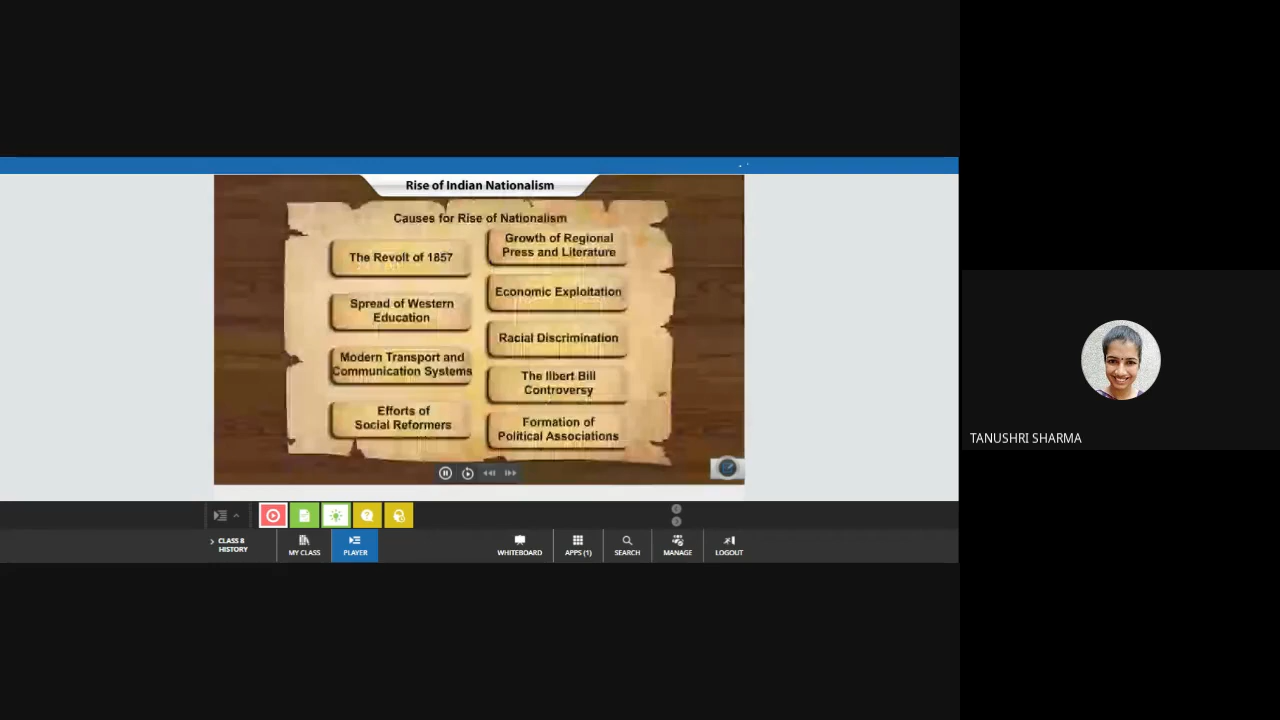 Rise of Indian Nationalism
Causes for Rise of Nationalism
The Revolt of 1857
Spread of Western
Education
Modern Transport and
Communication Systems
Efforts of
Social Reformers
Growth of Regional
Press and Literature
Economic Exploitation
Racial Discrimination
The Ilbert Bill
Controversy
Formation of
Political Associations
CLASS 8
HISTORY
MY CLASS
PLAYER
WHITEBOARD
APPS (1)
SEARCH
MANAGE
LOGOUT
TANUSHRI SHARMA